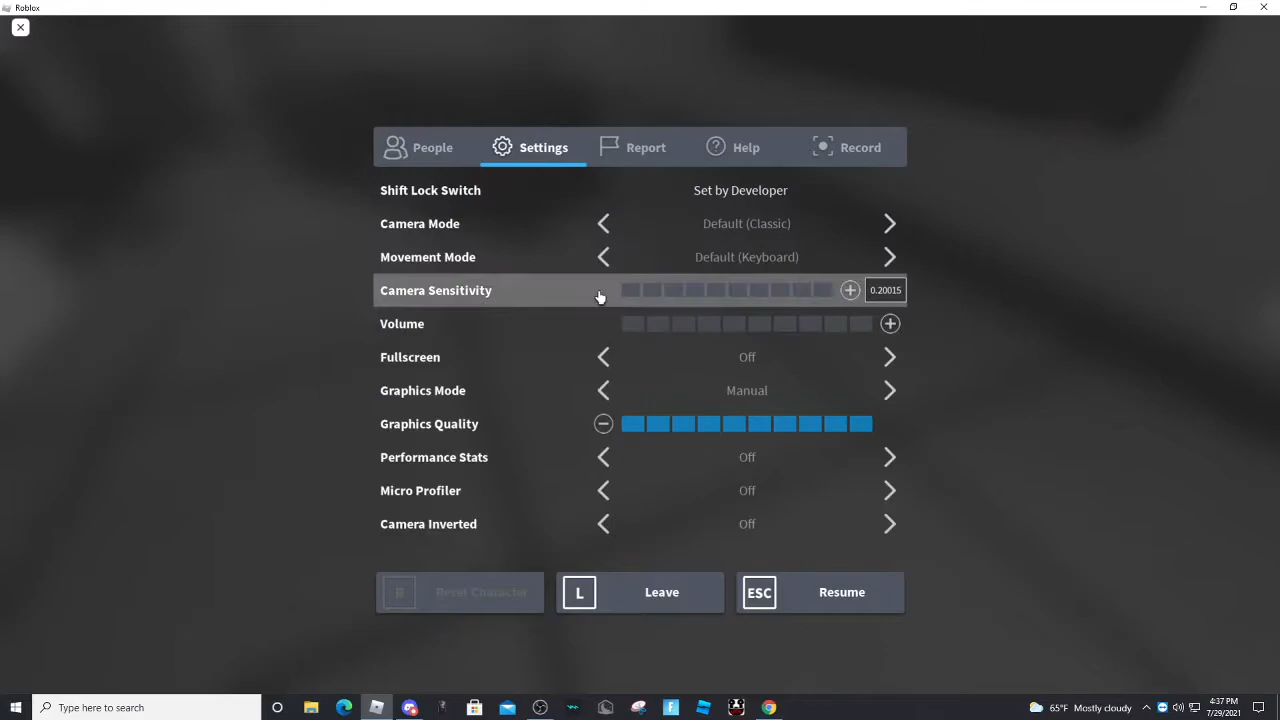 Roblox
People
Settings
Report
Help
Record
Shift Lock Switch Set by Developer
Camera Mode Default (Classic)
Movement Mode Default (Keyboard)
Camera Sensitivity 0.20015
Volume
Fullscreen Off
Graphics Mode Manual
Graphics Quality
Performance Stats Off
Micro Profiler Off
Camera Inverted Off
R Reset Character
L Leave
ESC Resume
Type here to search
65°F Mostly cloudy
4:37 PM
7/29/2021